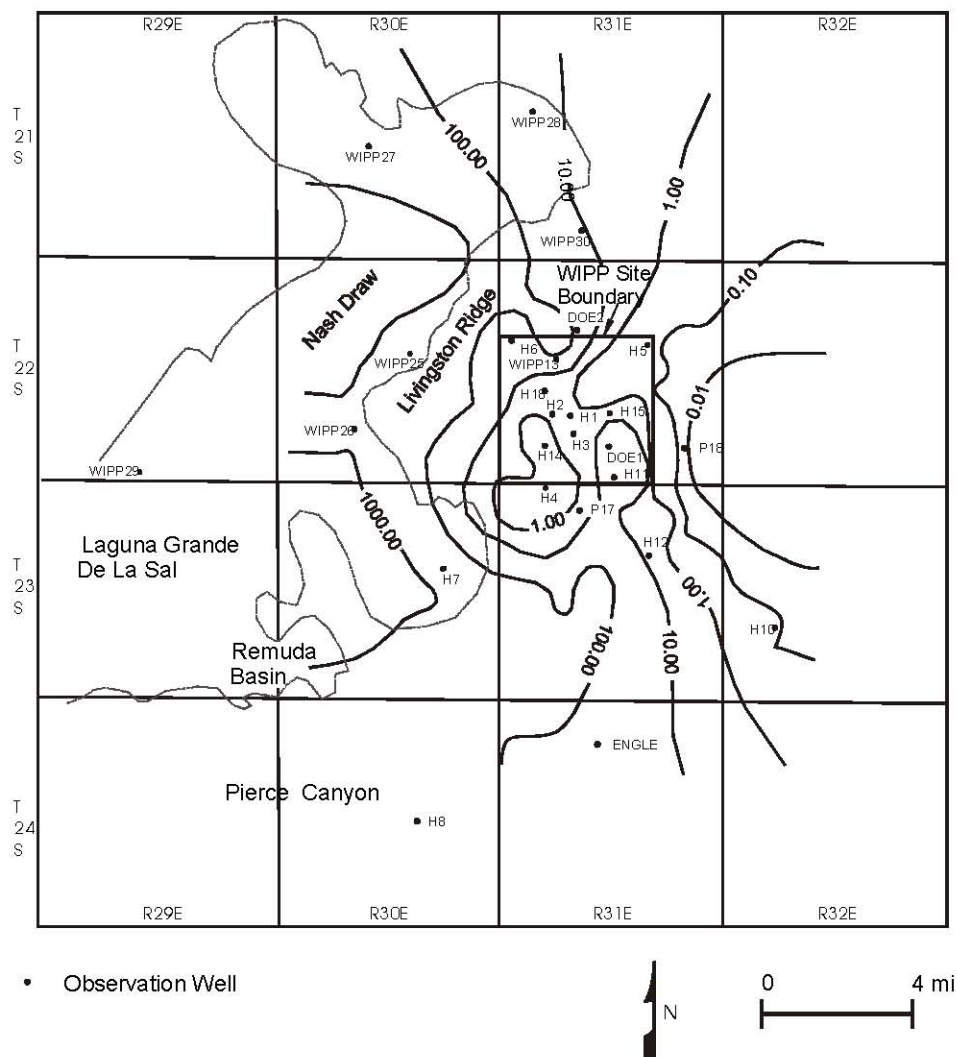 R29E R30E R31E R32E
T
21
S
WIPP28
100.00
WIPP27
10.00
1.00
WIPP30
WIPP Site
Boundary
0.10
Nash Draw
Livingston Ridge
DOE2
T
22
S
H6
H5
WIPP25
WIPP13
H18
0.01
H2
H1
H15
WIPP26
H3
P18
H14
DOE1
WIPP29
H11
H4
1000.00
P17
1.00
H12
Laguna Grande
De La Sal
T
23
S
H7
1.00
100.00
10.00
H10
Remuda
Basin
ENGLE
Pierce Canyon
T
24
S
H8
R29E R30E R31E R32E
Observation Well
N
0 4 mi